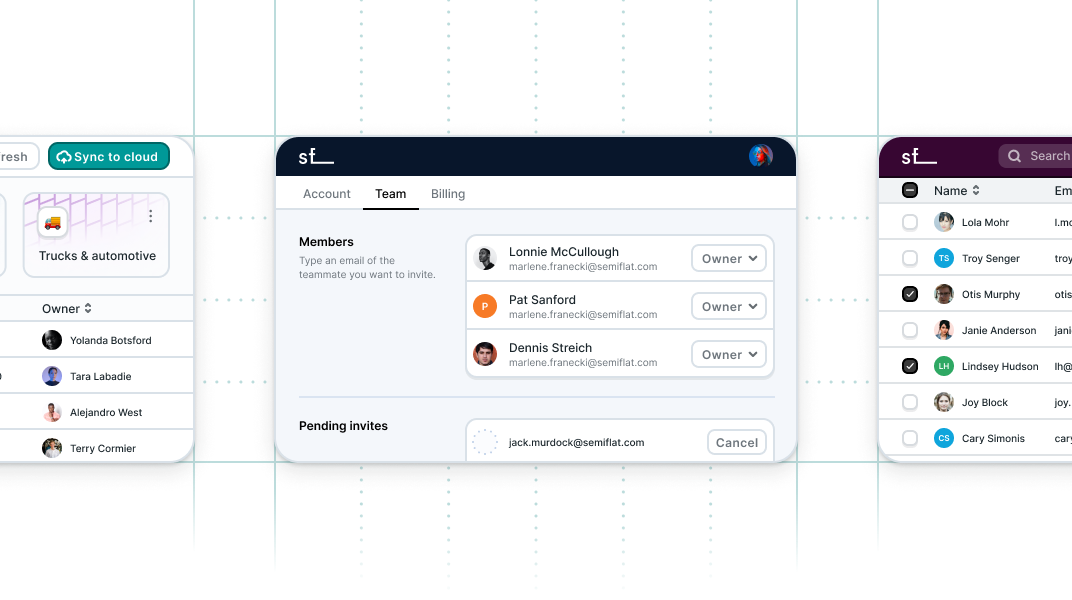 resh
Sync to cloud
Trucks & automotive
Owner
Yolanda Botsford
Tara Labadie
Alejandro West
Terry Cormier
sf
Account
Team
Billing
Members
Type an email of the
teammate you want to invite.
Lonnie McCullough
marlene.franecki@semiflat.com
Owner
P
Pat Sanford
marlene.franecki@semiflat.com
Owner
Dennis Streich
marlene.franecki@semiflat.com
Owner
Pending invites
jack.murdock@semiflat.com
Cancel
sf
Search
Name
Em
Lola Mohr
l.mo
TS
Troy Senger
troy
Otis Murphy
otis
Janie Anderson
jani
LH
Lindsey Hudson
lh@
Joy Block
joy.
CS
Cary Simonis
cary